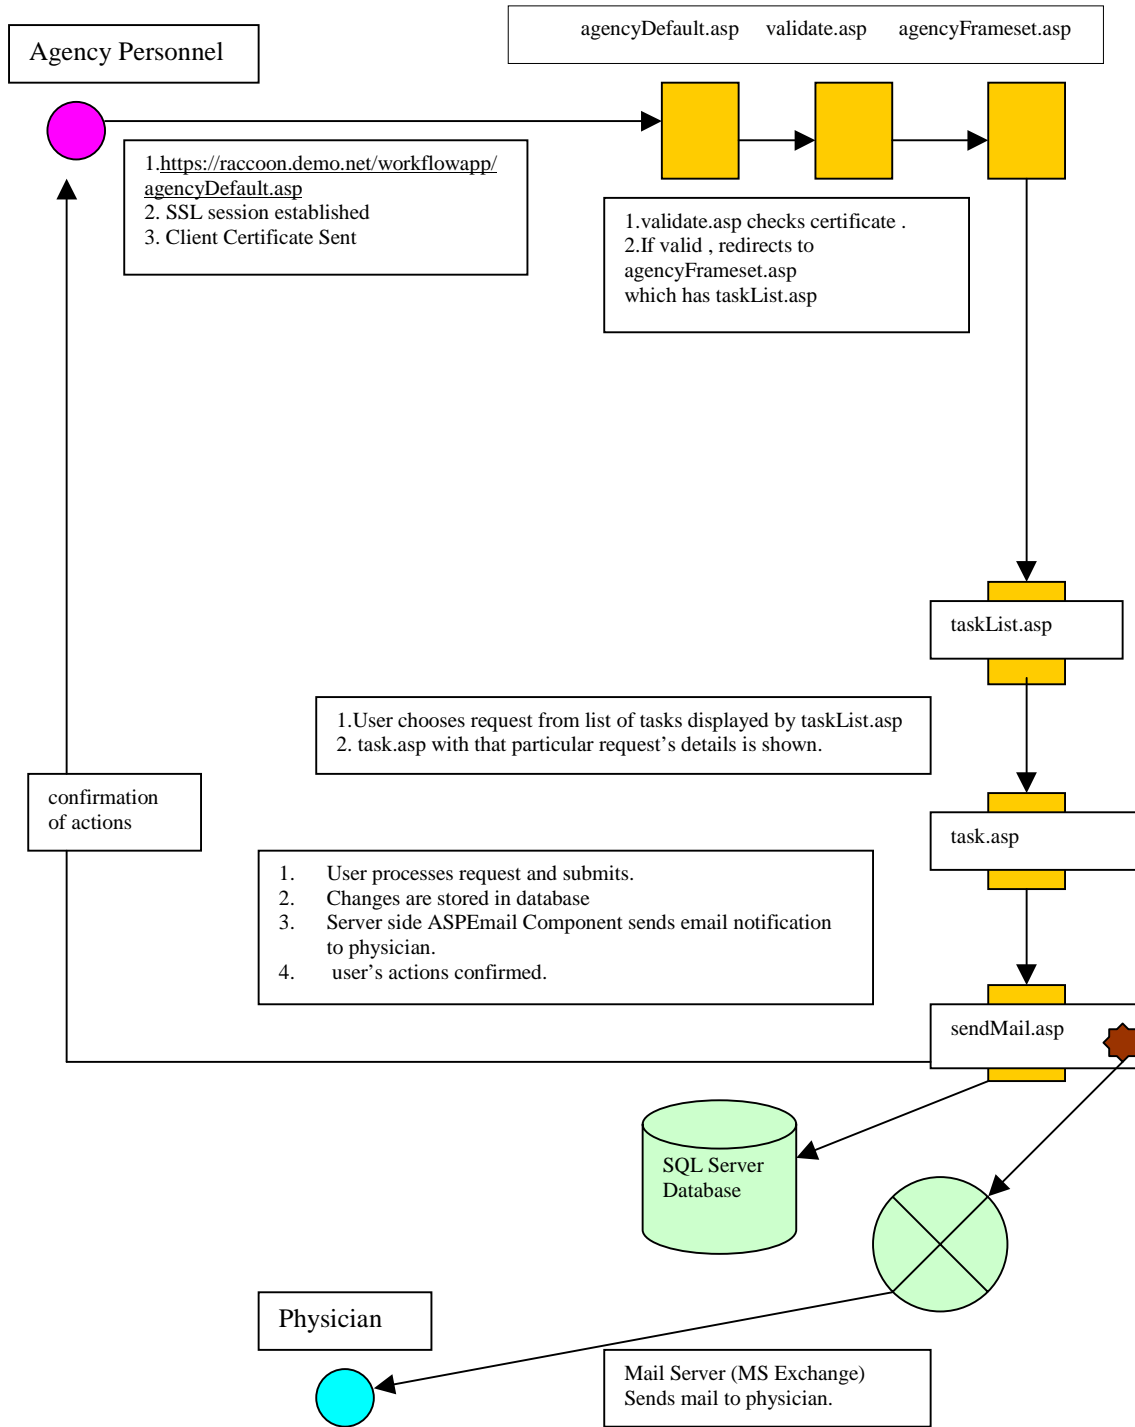 agencyDefault.asp validate.asp agencyFrameset.asp
Agency Personnel
1.https://raccoon.demo.net/workflowapp/
agencyDefault.asp
2. SSL session established
3. Client Certificate Sent
1.validate.asp checks certificate .
2.If valid , redirects to
agencyFrameset.asp
which has taskList.asp
taskList.asp
1.User chooses request from list of tasks displayed by taskList.asp
2. task.asp with that particular request’s details is shown.
confirmation
of actions
task.asp
1. User processes request and submits.
2. Changes are stored in database
3. Server side ASPEmail Component sends email notification
to physician.
4. user’s actions confirmed.
sendMail.asp
SQL Server
Database
Physician
Mail Server (MS Exchange)
Sends mail to physician.